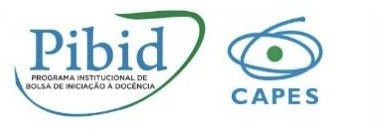 Pibid
PROGRAMA INSTITUCIONAL DE
BOLSA DE INICIAÇÃO À DOCÊNCIA
CAPES